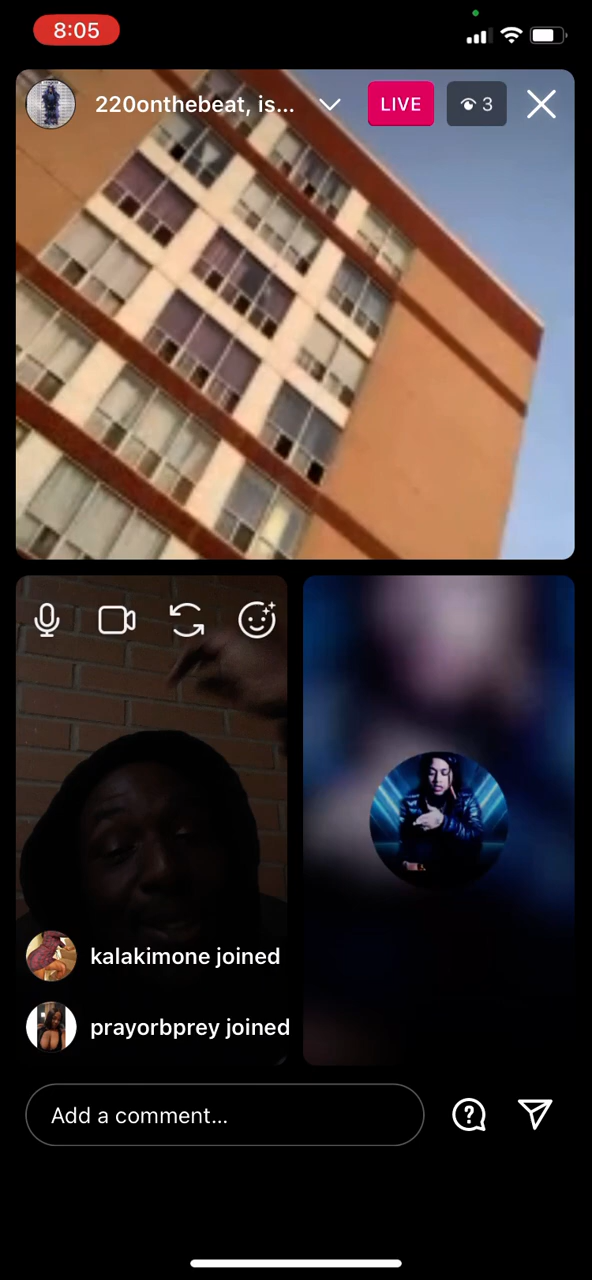 8:05
220onthebeat, is...
LIVE
3
kalakimone joined
prayorbprey joined
Add a comment...